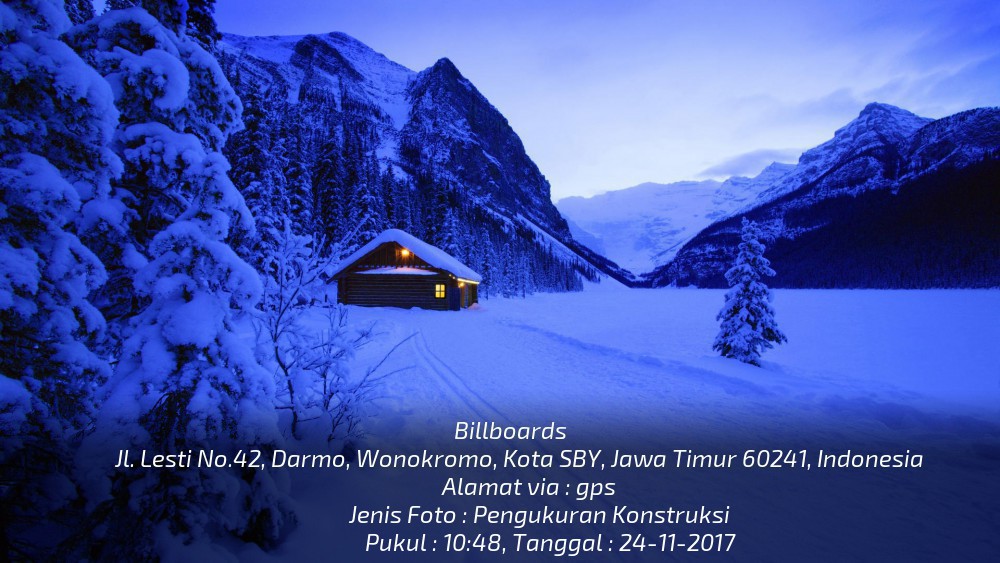 Billboards
Jl. Lesti No.42, Darmo, Wonokromo, Kota SBY, Jawa Timur 60241, Indonesia
Alamat via : gps
Jenis Foto : Pengukuran Konstruksi
Pukul : 10:48, Tanggal : 24-11-2017